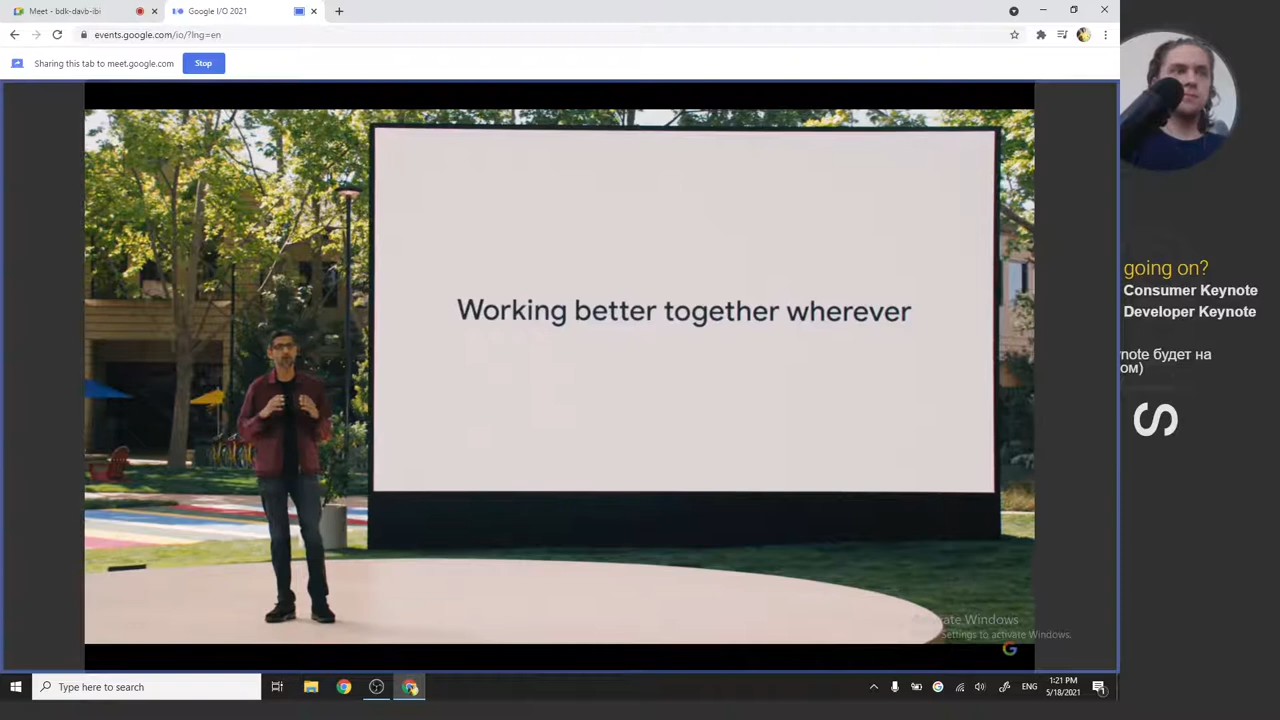 Meet - bdk-davb-ibi
Google I/O 2021
events.google.com/io/?lng=en
Sharing this tab to meet.google.com
Stop
Working better together wherever
going on?
Consumer Keynote
Developer Keynote
note будет на
ом)
S
Activate Windows
Settings to activate Windows.
G
Type here to search
ENG
1:21 PM
5/18/2021
1